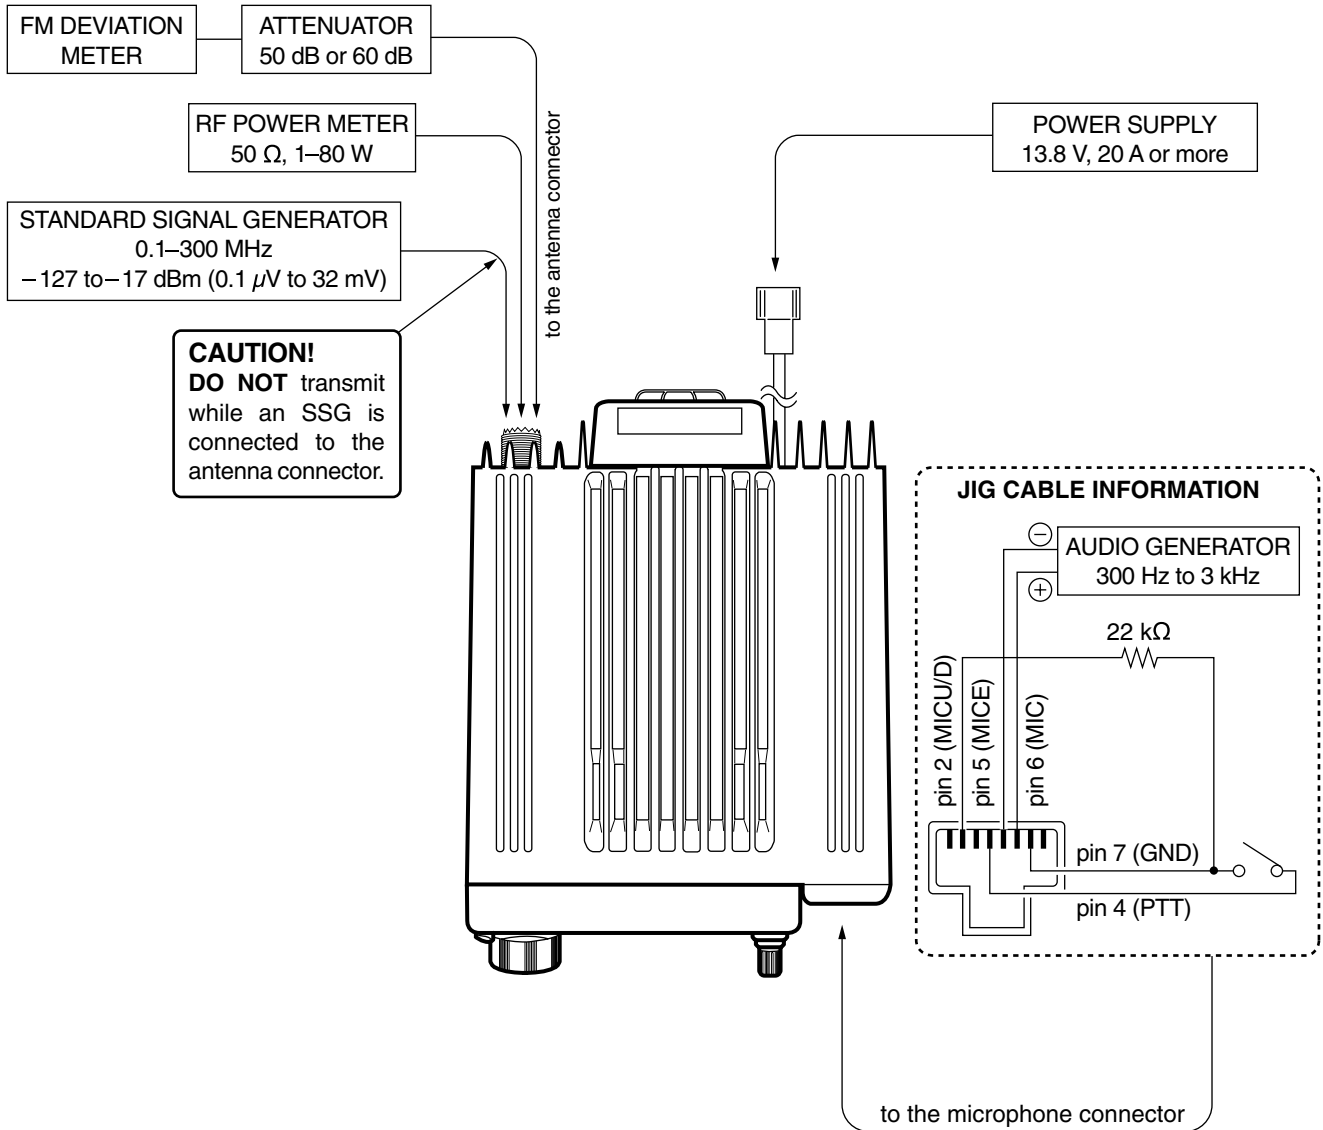 FM DEVIATION
METER
ATTENUATOR
50 dB or 60 dB
RF POWER METER
50 Ω, 1–80 W
STANDARD SIGNAL GENERATOR
0.1–300 MHz
–127 to–17 dBm (0.1 µV to 32 mV)
to the antenna connector
POWER SUPPLY
13.8 V, 20 A or more
CAUTION!
DO NOT transmit
while an SSG is
connected to the
antenna connector.
JIG CABLE INFORMATION
–
+
AUDIO GENERATOR
300 Hz to 3 kHz
22 kΩ
pin 2 (MICU/D)
pin 5 (MICE)
pin 6 (MIC)
pin 7 (GND)
pin 4 (PTT)
to the microphone connector